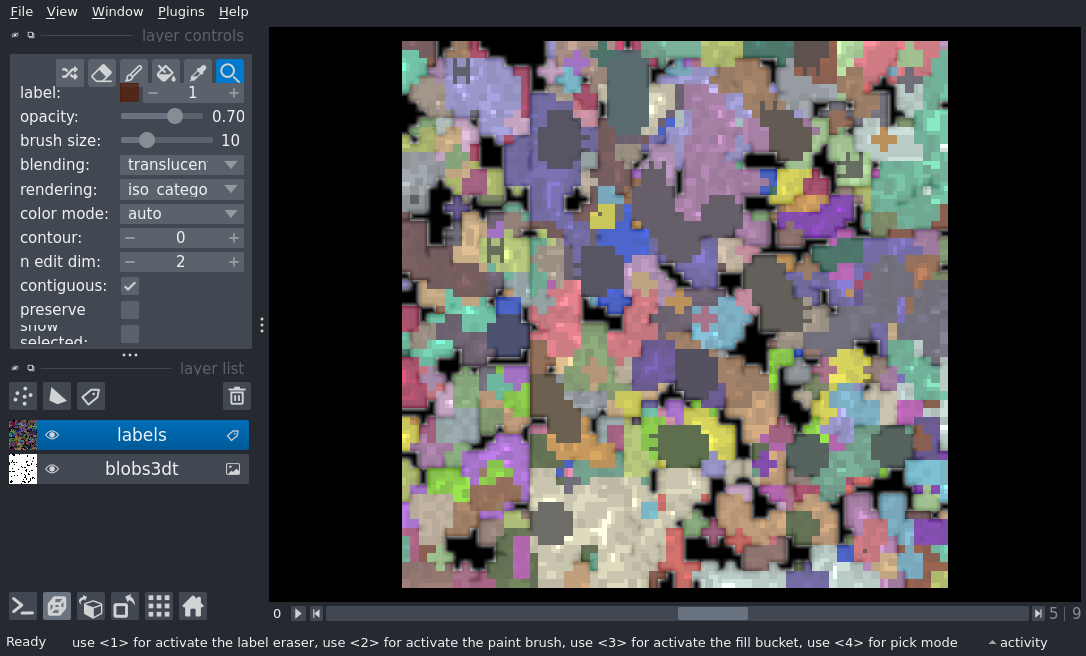 File View Window Plugins Help
layer controls
label: 1
opacity: 0.70
brush size: 10
blending: translucen
rendering: iso_catego
color mode: auto
contour: 0
n edit dim: 2
contiguous:
preserve
show
selected:
layer list
labels
blobs3dt
0 5 | 9
Ready use <1> for activate the label eraser, use <2> for activate the paint brush, use <3> for activate the fill bucket, use <4> for pick mode activity